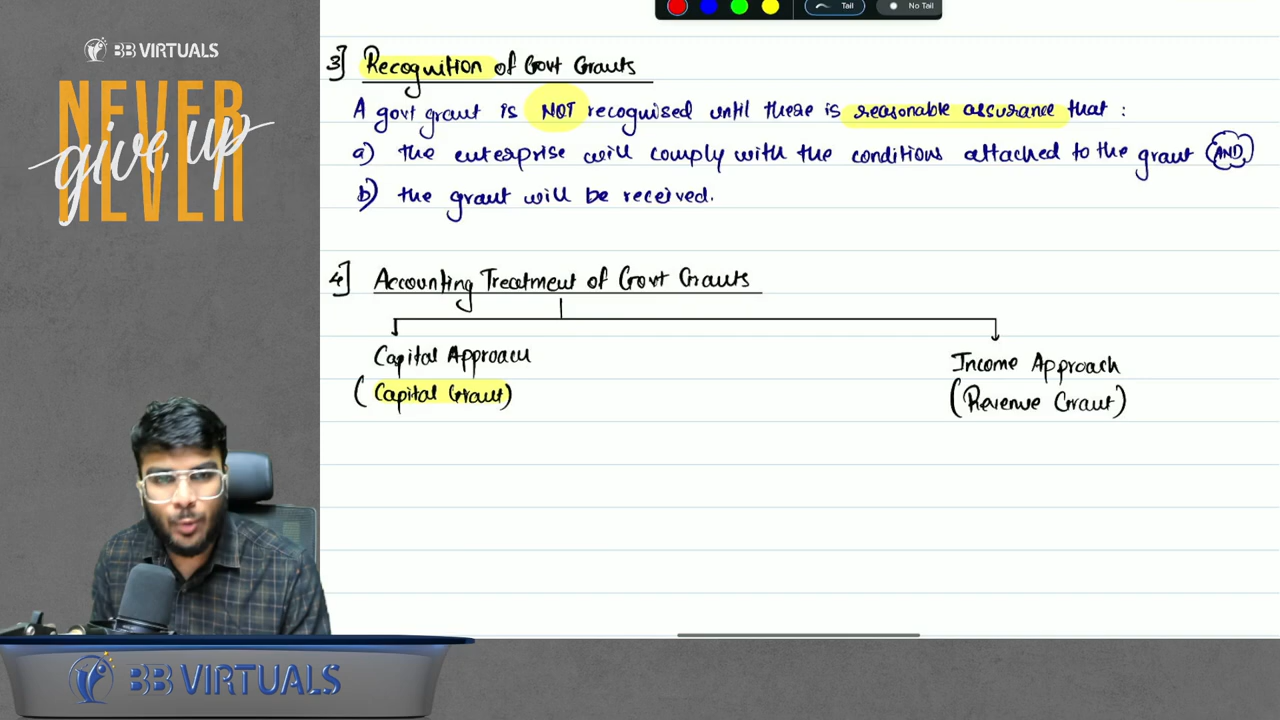 Tail
No Tail
BB VIRTUALS
NEVER
give up
NEVER
3] Recognition of Govt Grants
A govt grant is NOT recognised until there is reasonable assurance that :
a) the enterprise will comply with the conditions attached to the grant AND
b) the grant will be received.
4] Accounting Treatment of Govt Grants
Capital Approach
(Capital Grant)
Income Approach
(Revenue Grant)
BB VIRTUALS